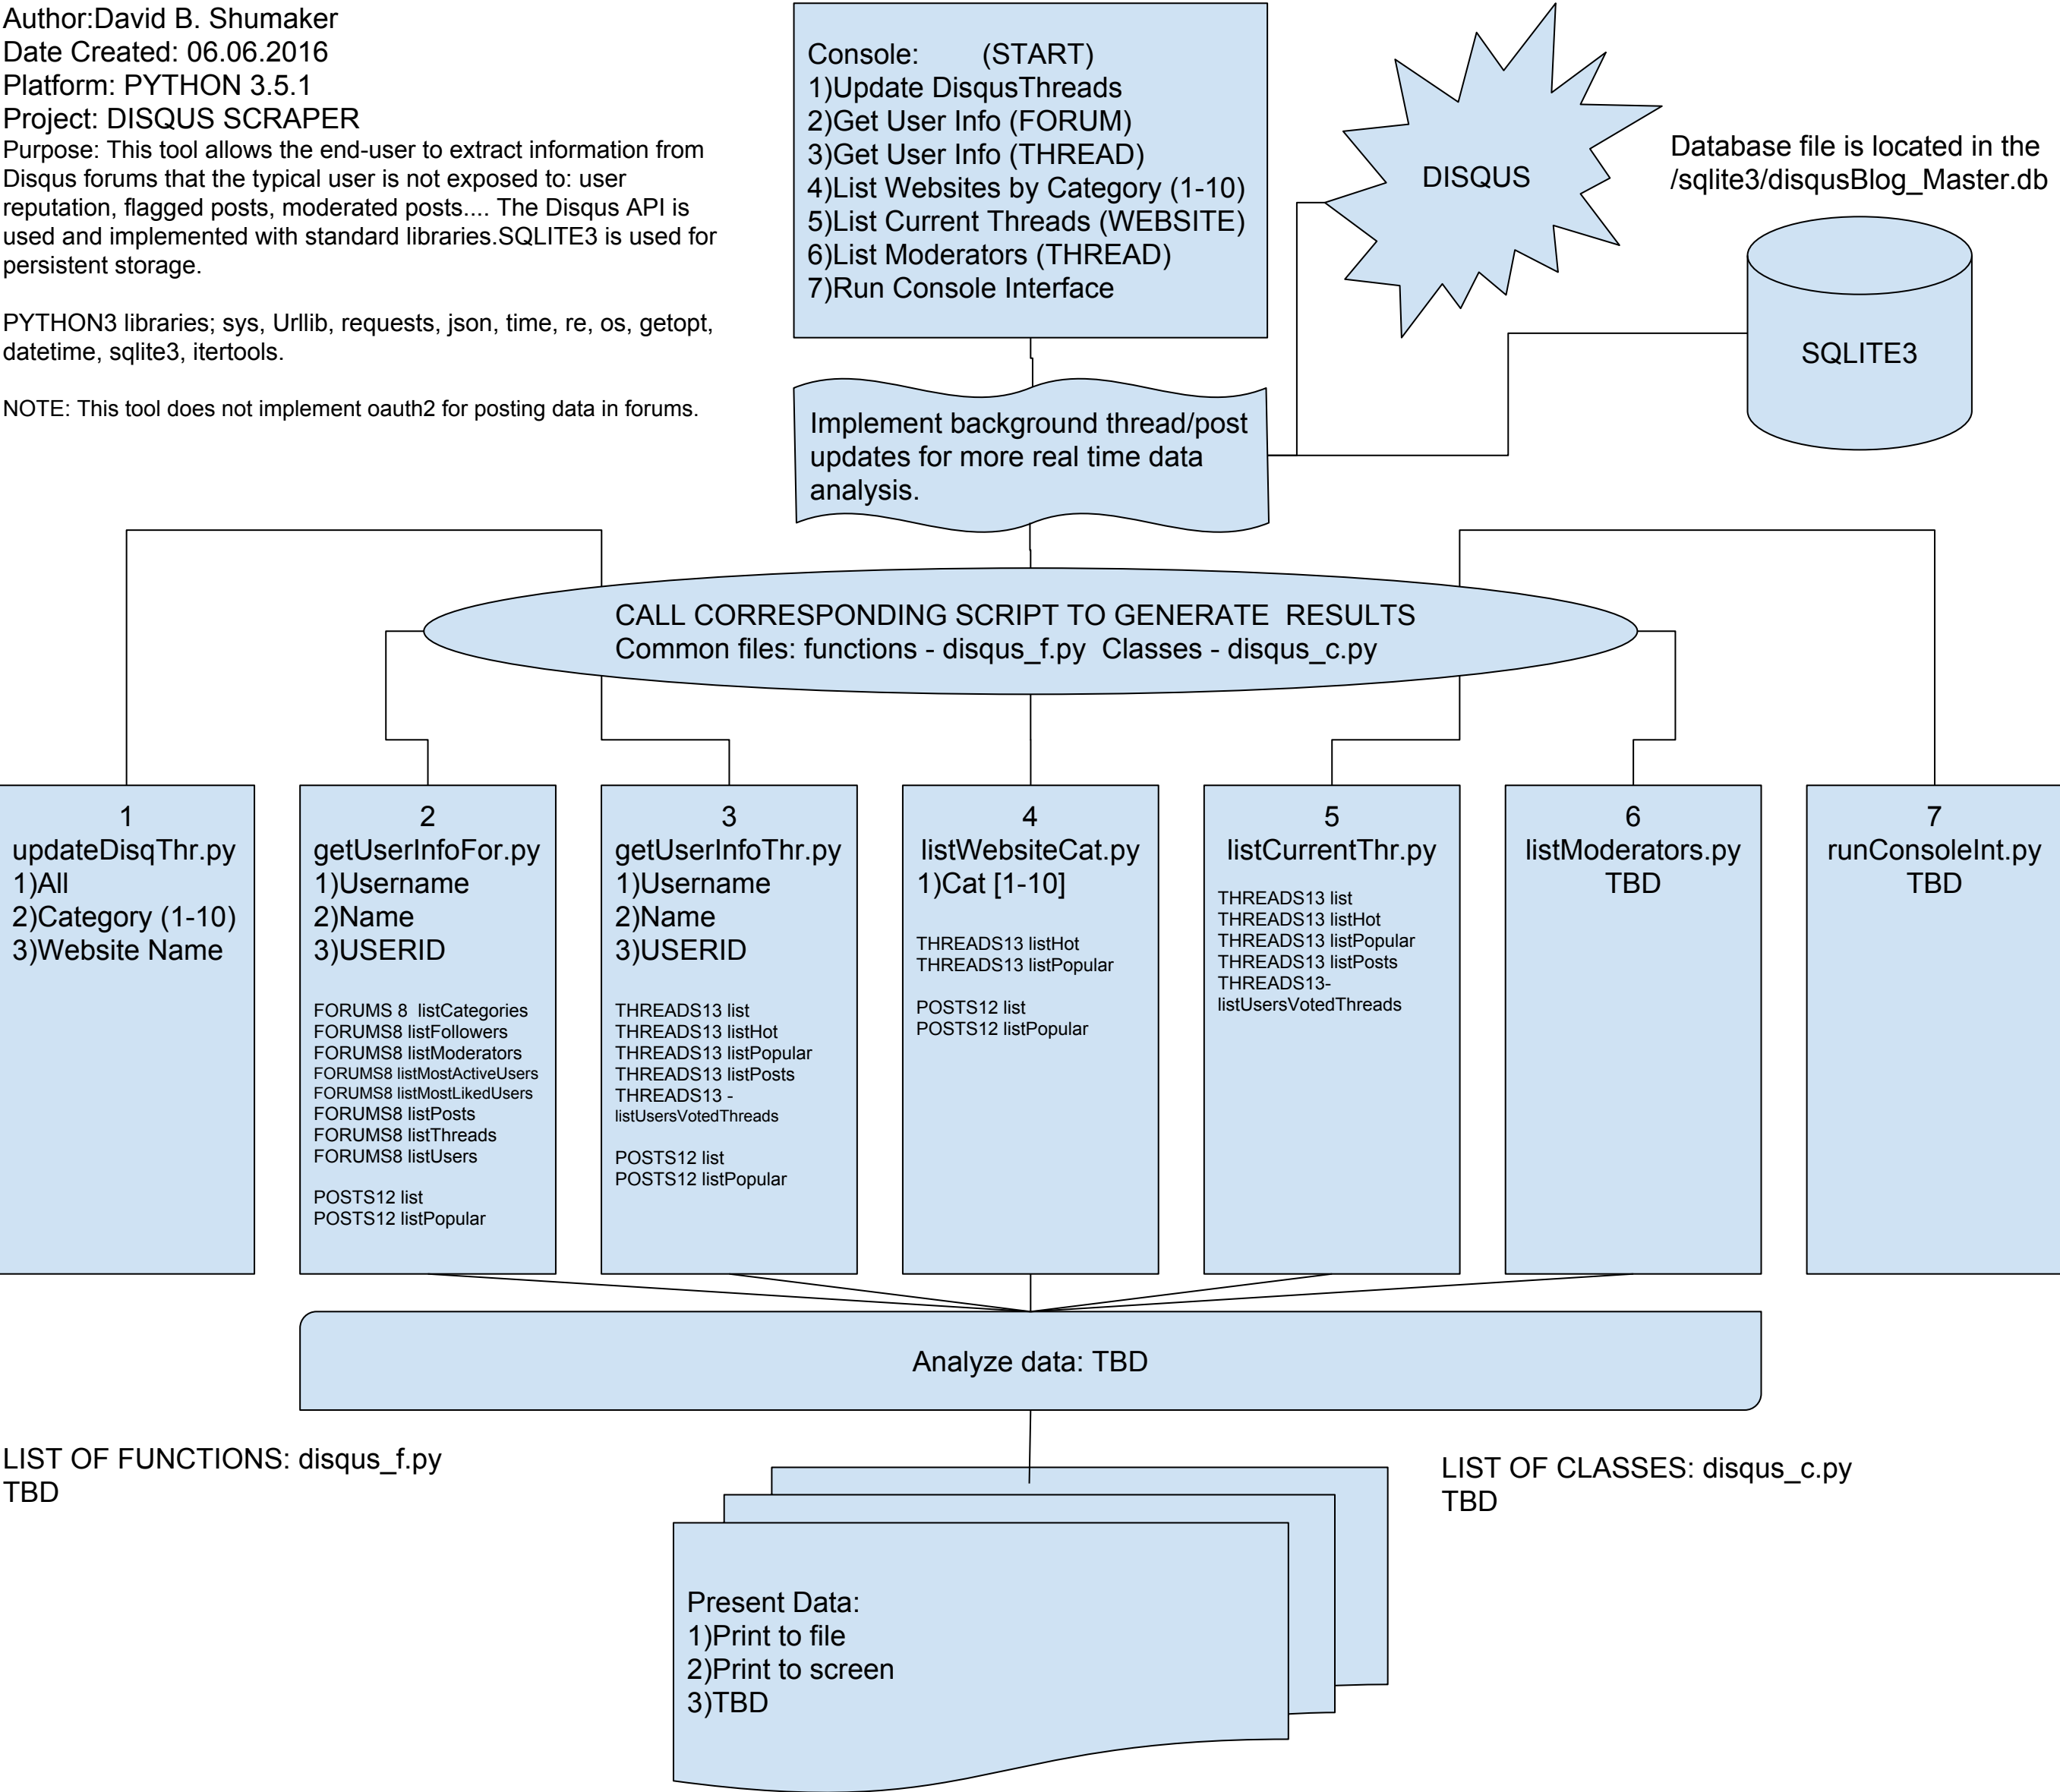 Author:David B. Shumaker
Date Created: 06.06.2016
Platform: PYTHON 3.5.1
Project: DISQUS SCRAPER
Purpose: This tool allows the end-user to extract information from
Disqus forums that the typical user is not exposed to: user
reputation, flagged posts, moderated posts.... The Disqus API is
used and implemented with standard libraries.SQLITE3 is used for
persistent storage.
PYTHON3 libraries; sys, Urllib, requests, json, time, re, os, getopt,
datetime, sqlite3, itertools.
NOTE: This tool does not implement oauth2 for posting data in forums.
Console: (START)
1)Update DisqusThreads
2)Get User Info (FORUM)
3)Get User Info (THREAD)
4)List Websites by Category (1-10)
5)List Current Threads (WEBSITE)
6)List Moderators (THREAD)
7)Run Console Interface
DISQUS
Database file is located in the
/sqlite3/disqusBlog_Master.db
SQLITE3
Implement background thread/post
updates for more real time data
analysis.
CALL CORRESPONDING SCRIPT TO GENERATE  RESULTS
Common files: functions - disqus_f.py  Classes - disqus_c.py
1
updateDisqThr.py
1)All
2)Category (1-10)
3)Website Name
2
getUserInfoFor.py
1)Username
2)Name
3)USERID
FORUMS 8  listCategories
FORUMS8 listFollowers
FORUMS8 listModerators
FORUMS8 listMostActiveUsers
FORUMS8 listMostLikedUsers
FORUMS8 listPosts
FORUMS8 listThreads
FORUMS8 listUsers
POSTS12 list
POSTS12 listPopular
3
getUserInfoThr.py
1)Username
2)Name
3)USERID
THREADS13 list
THREADS13 listHot
THREADS13 listPopular
THREADS13 listPosts
THREADS13 -
listUsersVotedThreads
POSTS12 list
POSTS12 listPopular
4
listWebsiteCat.py
1)Cat [1-10]
THREADS13 listHot
THREADS13 listPopular
POSTS12 list
POSTS12 listPopular
5
listCurrentThr.py
THREADS13 list
THREADS13 listHot
THREADS13 listPopular
THREADS13 listPosts
THREADS13-
listUsersVotedThreads
6
listModerators.py
TBD
7
runConsoleInt.py
TBD
Analyze data: TBD
LIST OF FUNCTIONS: disqus_f.py
TBD
LIST OF CLASSES: disqus_c.py
TBD
Present Data:
1)Print to file
2)Print to screen
3)TBD